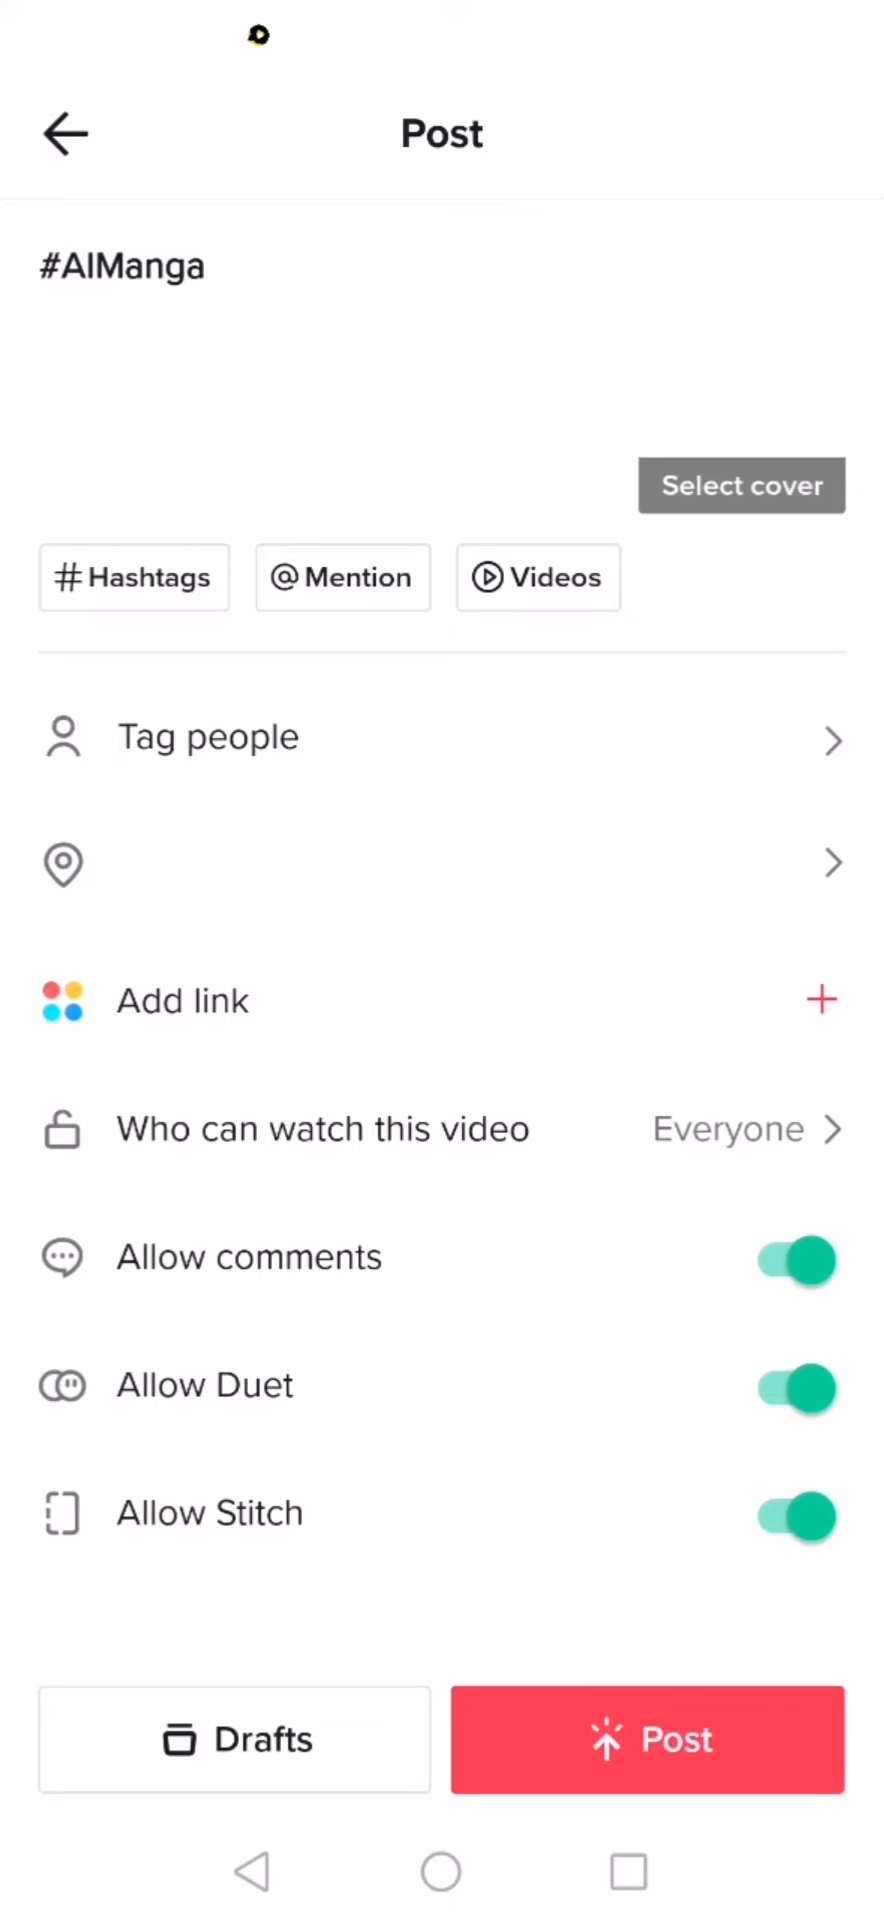 Post
#AIManga
Select cover
# Hashtags @ Mention Videos
Tag people
Add link
Who can watch this video Everyone
Allow comments
Allow Duet
Allow Stitch
Drafts Post